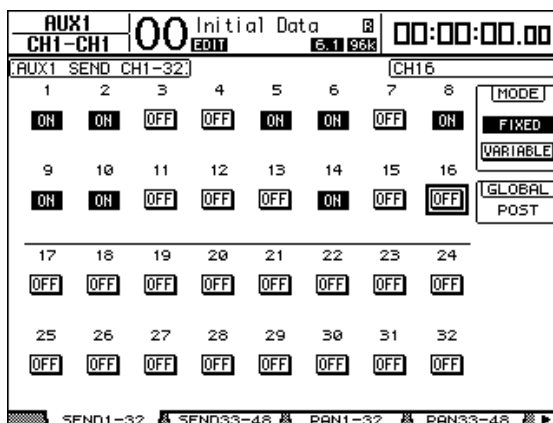 AUX1
CH1-CH1
00 Initial Data R
EDIT 6.1 96K
00:00:00.00
AUX1 SEND CH1-32
CH16
1 2 3 4 5 6 7 8
ON ON OFF OFF ON ON OFF ON
MODE
FIXED
VARIABLE
9 10 11 12 13 14 15 16
ON ON OFF OFF OFF ON OFF OFF
GLOBAL
POST
17 18 19 20 21 22 23 24
OFF OFF OFF OFF OFF OFF OFF OFF
25 26 27 28 29 30 31 32
OFF OFF OFF OFF OFF OFF OFF OFF
SEND1-32 SEND33-48 PAN1-32 PAN33-48